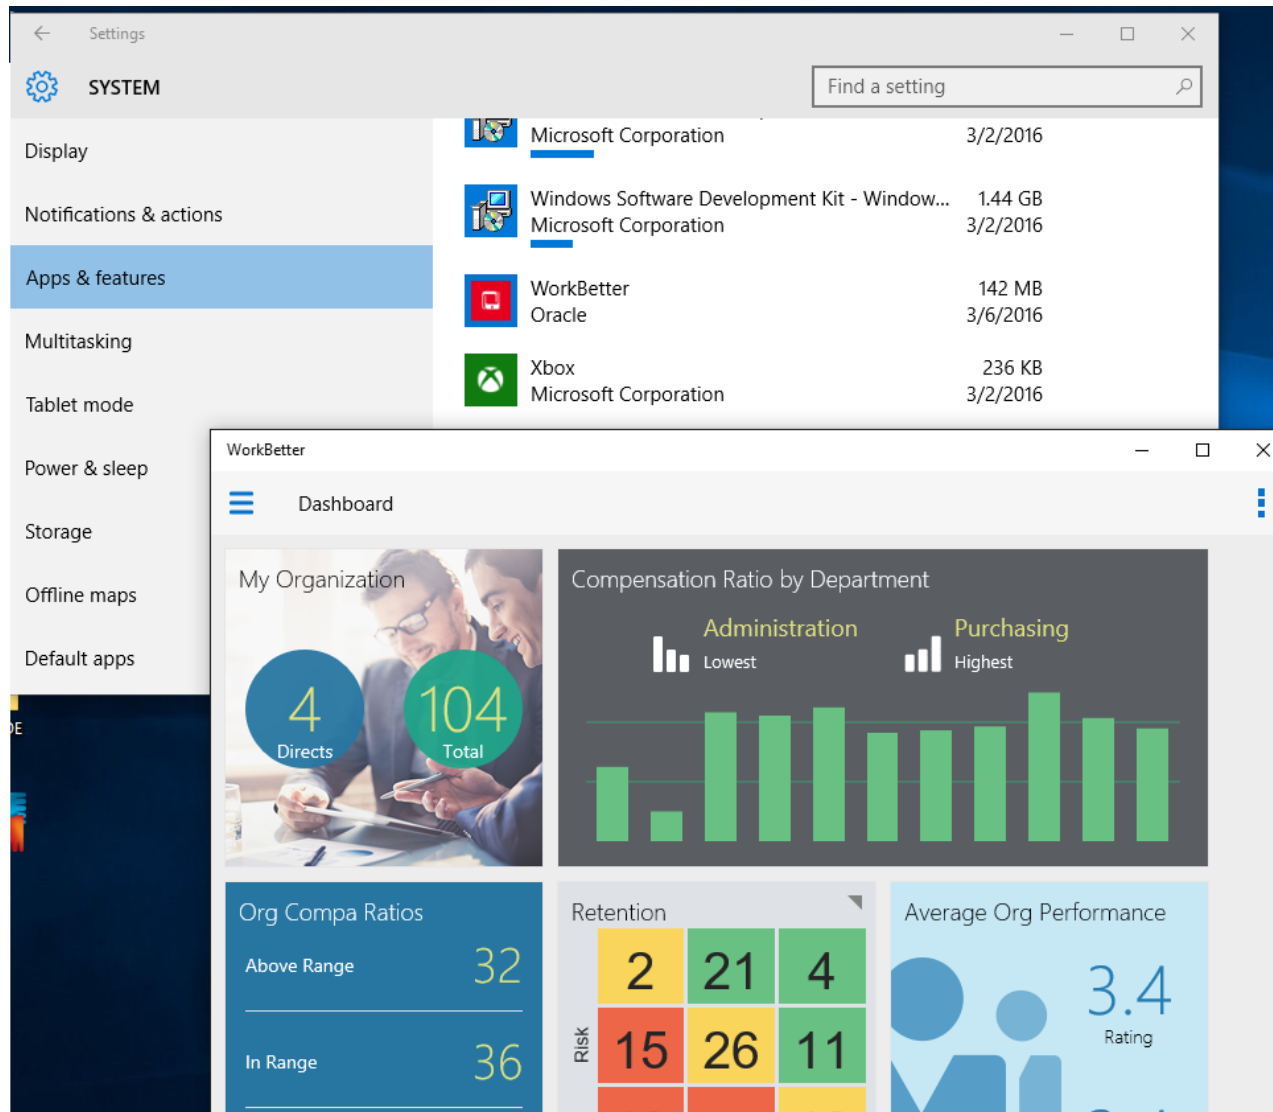 Settings
SYSTEM
Find a setting
Display
Notifications & actions
Apps & features
Multitasking
Tablet mode
Power & sleep
Storage
Offline maps
Default apps
Microsoft Corporation
3/2/2016
Windows Software Development Kit - Window...
1.44 GB
Microsoft Corporation
3/2/2016
WorkBetter
142 MB
Oracle
3/6/2016
Xbox
236 KB
Microsoft Corporation
3/2/2016
WorkBetter
Dashboard
My Organization
4
Directs
104
Total
Compensation Ratio by Department
Administration
Lowest
Purchasing
Highest
Org Compa Ratios
Above Range
32
In Range
36
Retention
Risk
2 21 4
15 26 11
Average Org Performance
3.4
Rating